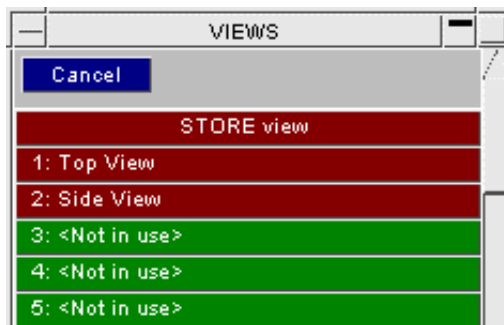 VIEWS
Cancel
STORE view
1: Top View
2: Side View
3: <Not in use>
4: <Not in use>
5: <Not in use>